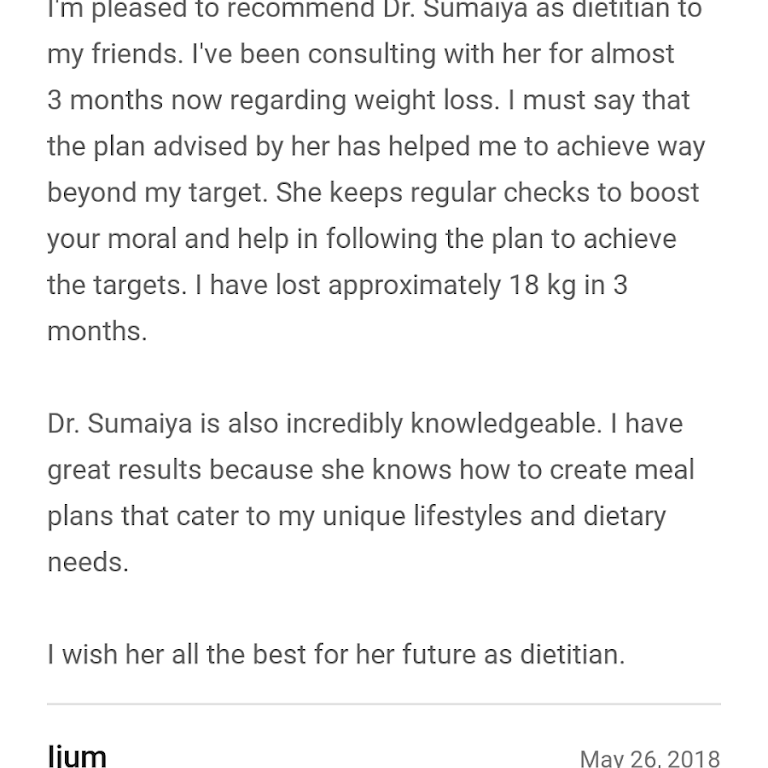 I'm pleased to recommend Dr. Sumaiya as dietitian to
my friends. I've been consulting with her for almost
3 months now regarding weight loss. I must say that
the plan advised by her has helped me to achieve way
beyond my target. She keeps regular checks to boost
your moral and help in following the plan to achieve
the targets. I have lost approximately 18 kg in 3
months.
Dr. Sumaiya is also incredibly knowledgeable. I have
great results because she knows how to create meal
plans that cater to my unique lifestyles and dietary
needs.
I wish her all the best for her future as dietitian.
May 26, 2018